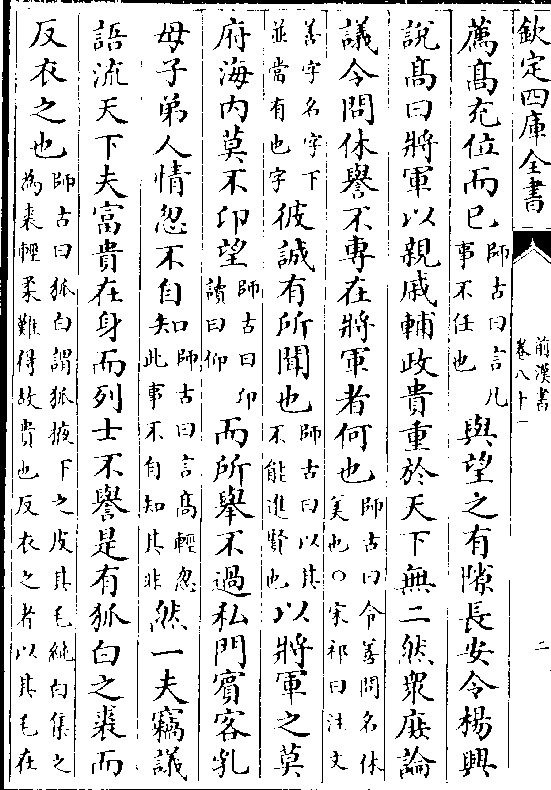 欽定四庫全書
前漢書
卷八十一
二
薦髙充位而已師古曰言凡事不任也與望之有隙長安令楊興
說髙曰將軍以親戚輔政貴重於天下無二然衆庶論
議令問休譽不專在將軍者何也師古曰令善問名休美也○宋祁曰注文
善字名字下並當有也字彼誠有所聞也師古曰以其不能進賢也以將軍之莫
府海内莫不卬望師古曰卬讀曰仰而所舉不過私門賓客乳
母子弟人情忽不自知師古曰言髙輕忽此事不自知其非然一夫竊議
語流天下夫富貴在身而列士不譽是有狐白之裘而
反衣之也師古曰狐白謂狐掖下之皮其毛純白集之為裘輕柔難得故貴也反衣之者以其毛在